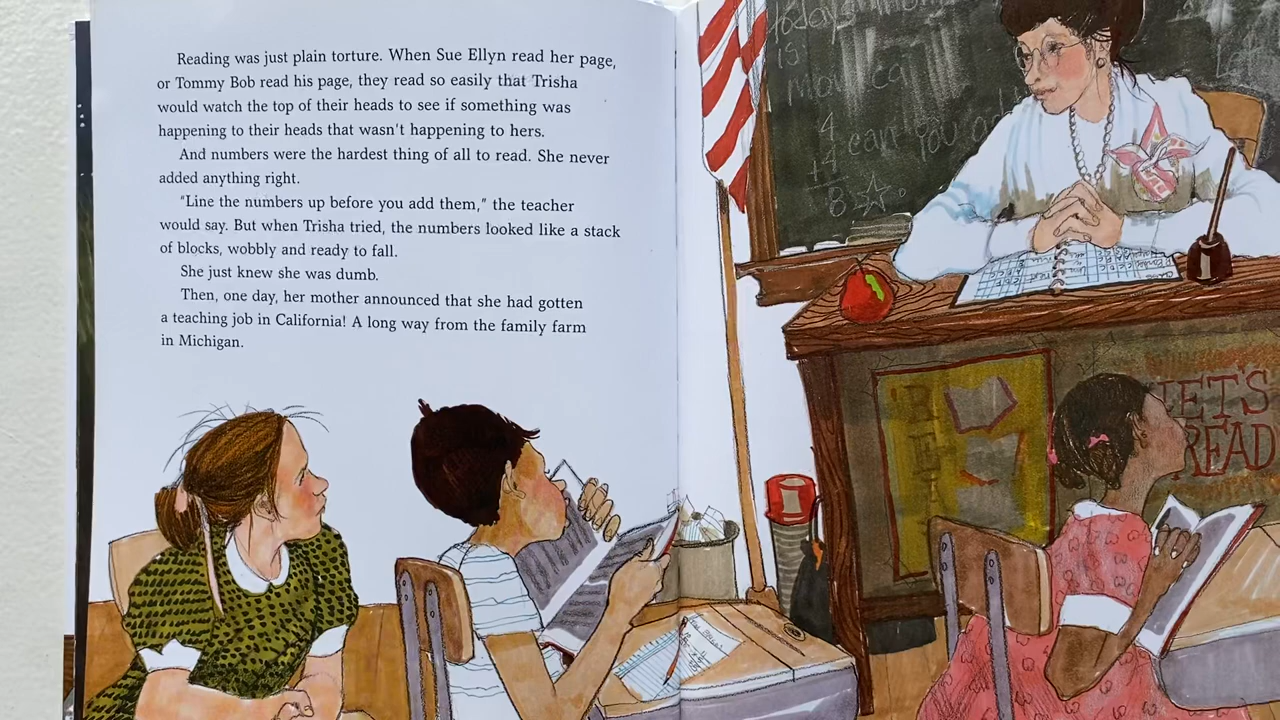 Reading was just plain torture. When Sue Ellyn read her page,
or Tommy Bob read his page, they read so easily that Trisha
would watch the top of their heads to see if something was
happening to their heads that wasn't happening to hers.
And numbers were the hardest thing of all to read. She never
added anything right.
"Line the numbers up before you add them," the teacher
would say. But when Trisha tried, the numbers looked like a stack
of blocks, wobbly and ready to fall.
She just knew she was dumb.
Then, one day, her mother announced that she had gotten
a teaching job in California! A long way from the family farm
in Michigan.
is
4
can you
+4
8
LET'S
READ